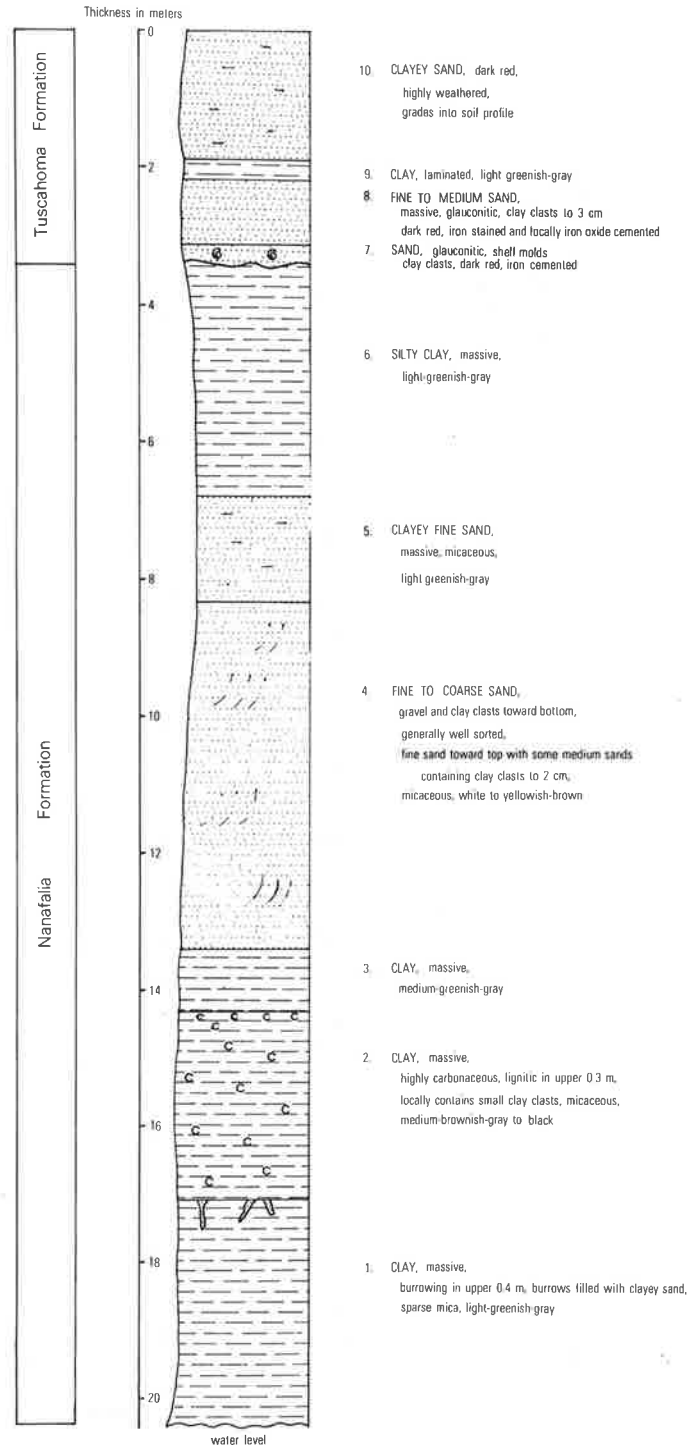 Thickness in meters
Tuscahoma Formation
Nanafalia Formation
0
2
4
6
8
10
12
14
16
18
20
10 CLAYEY SAND, dark red,
highly weathered,
grades into soil profile
9. CLAY, laminated, light greenish-gray
8 FINE TO MEDIUM SAND,
massive, glauconitic, clay clasts to 3 cm
dark red, iron stained and locally iron oxide cemented
7. SAND, glauconitic, shell molds
clay clasts, dark red, iron cemented
6. SILTY CLAY, massive,
light-greenish-gray
5. CLAYEY FINE SAND,
massive, micaceous,
light greenish-gray
4 FINE TO COARSE SAND,
gravel and clay clasts toward bottom,
generally well sorted,
fine sand toward top with some medium sands
containing clay clasts to 2 cm,
micaceous, white to yellowish-brown
3. CLAY, massive,
medium-greenish-gray
2. CLAY, massive,
highly carbonaceous, lignitic in upper 0.3 m,
locally contains small clay clasts, micaceous,
medium-brownish-gray to black
1. CLAY, massive,
burrowing in upper 0.4 m, burrows filled with clayey sand,
sparse mica, light-greenish-gray
C C C C
C
C
C
C
C
C
C
C
C
C
water level